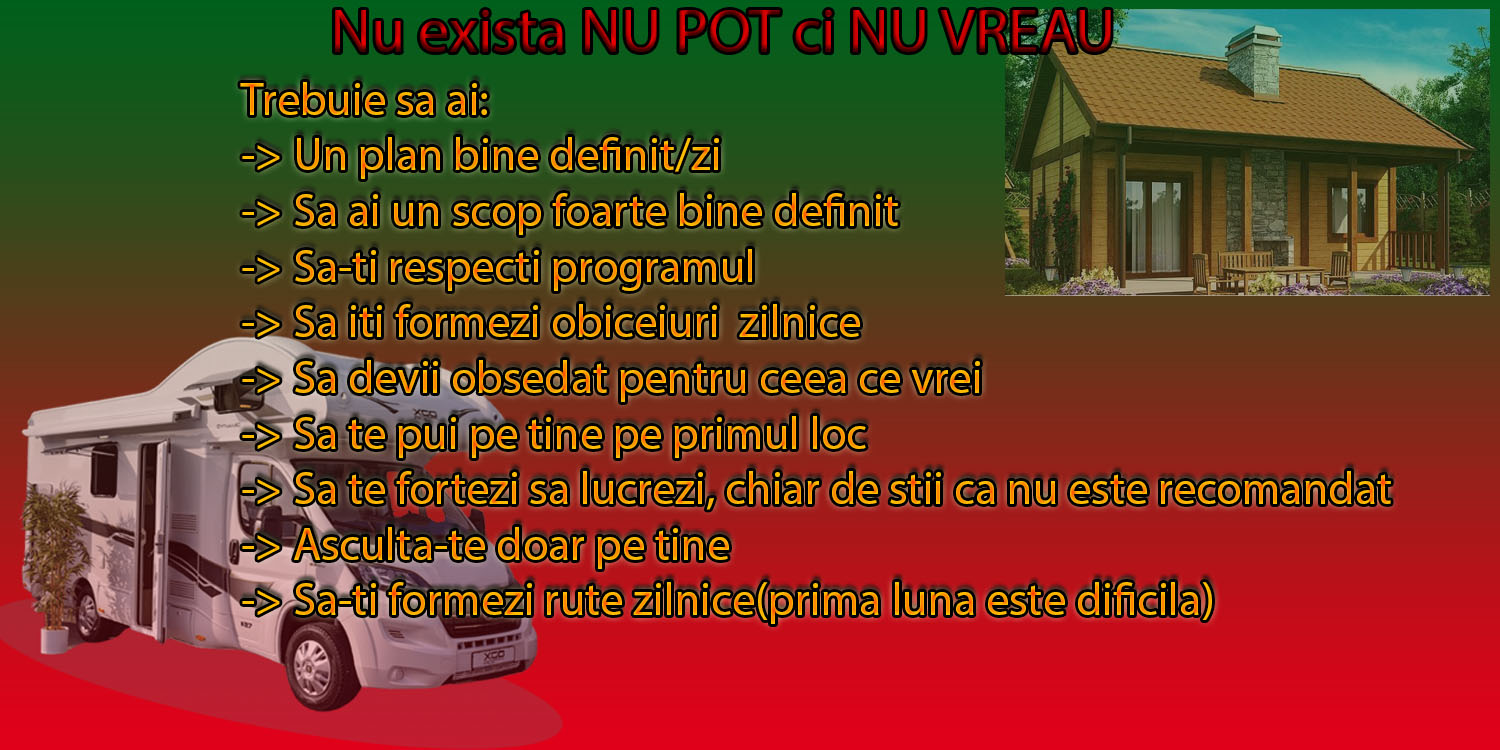 Nu exista NU POT ci NU VREAU
Trebuie sa ai:
-> Un plan bine definit/zi
-> Sa ai un scop foarte bine definit
-> Sa-ti respecti programul
-> Sa iti formezi obiceiuri  zilnice
-> Sa devii obsedat pentru ceea ce vrei
-> Sa te pui pe tine pe primul loc
-> Sa te fortezi sa lucrezi, chiar de stii ca nu este recomandat
-> Asculta-te doar pe tine
-> Sa-ti formezi rute zilnice(prima luna este dificila)
XGO
XGO